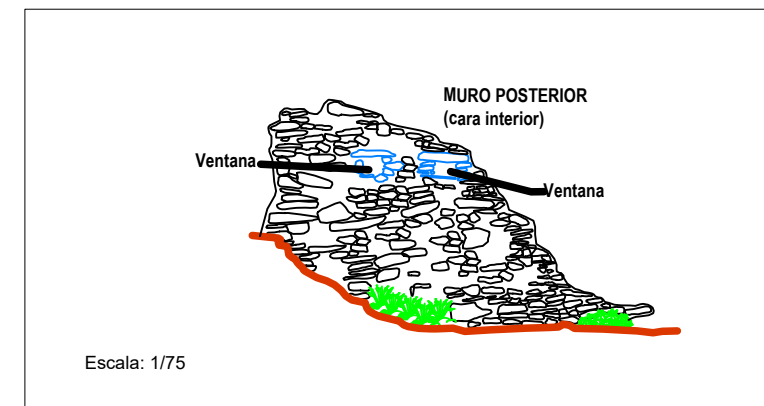 MURO POSTERIOR
(cara interior)
Ventana
Ventana
Escala: 1/75